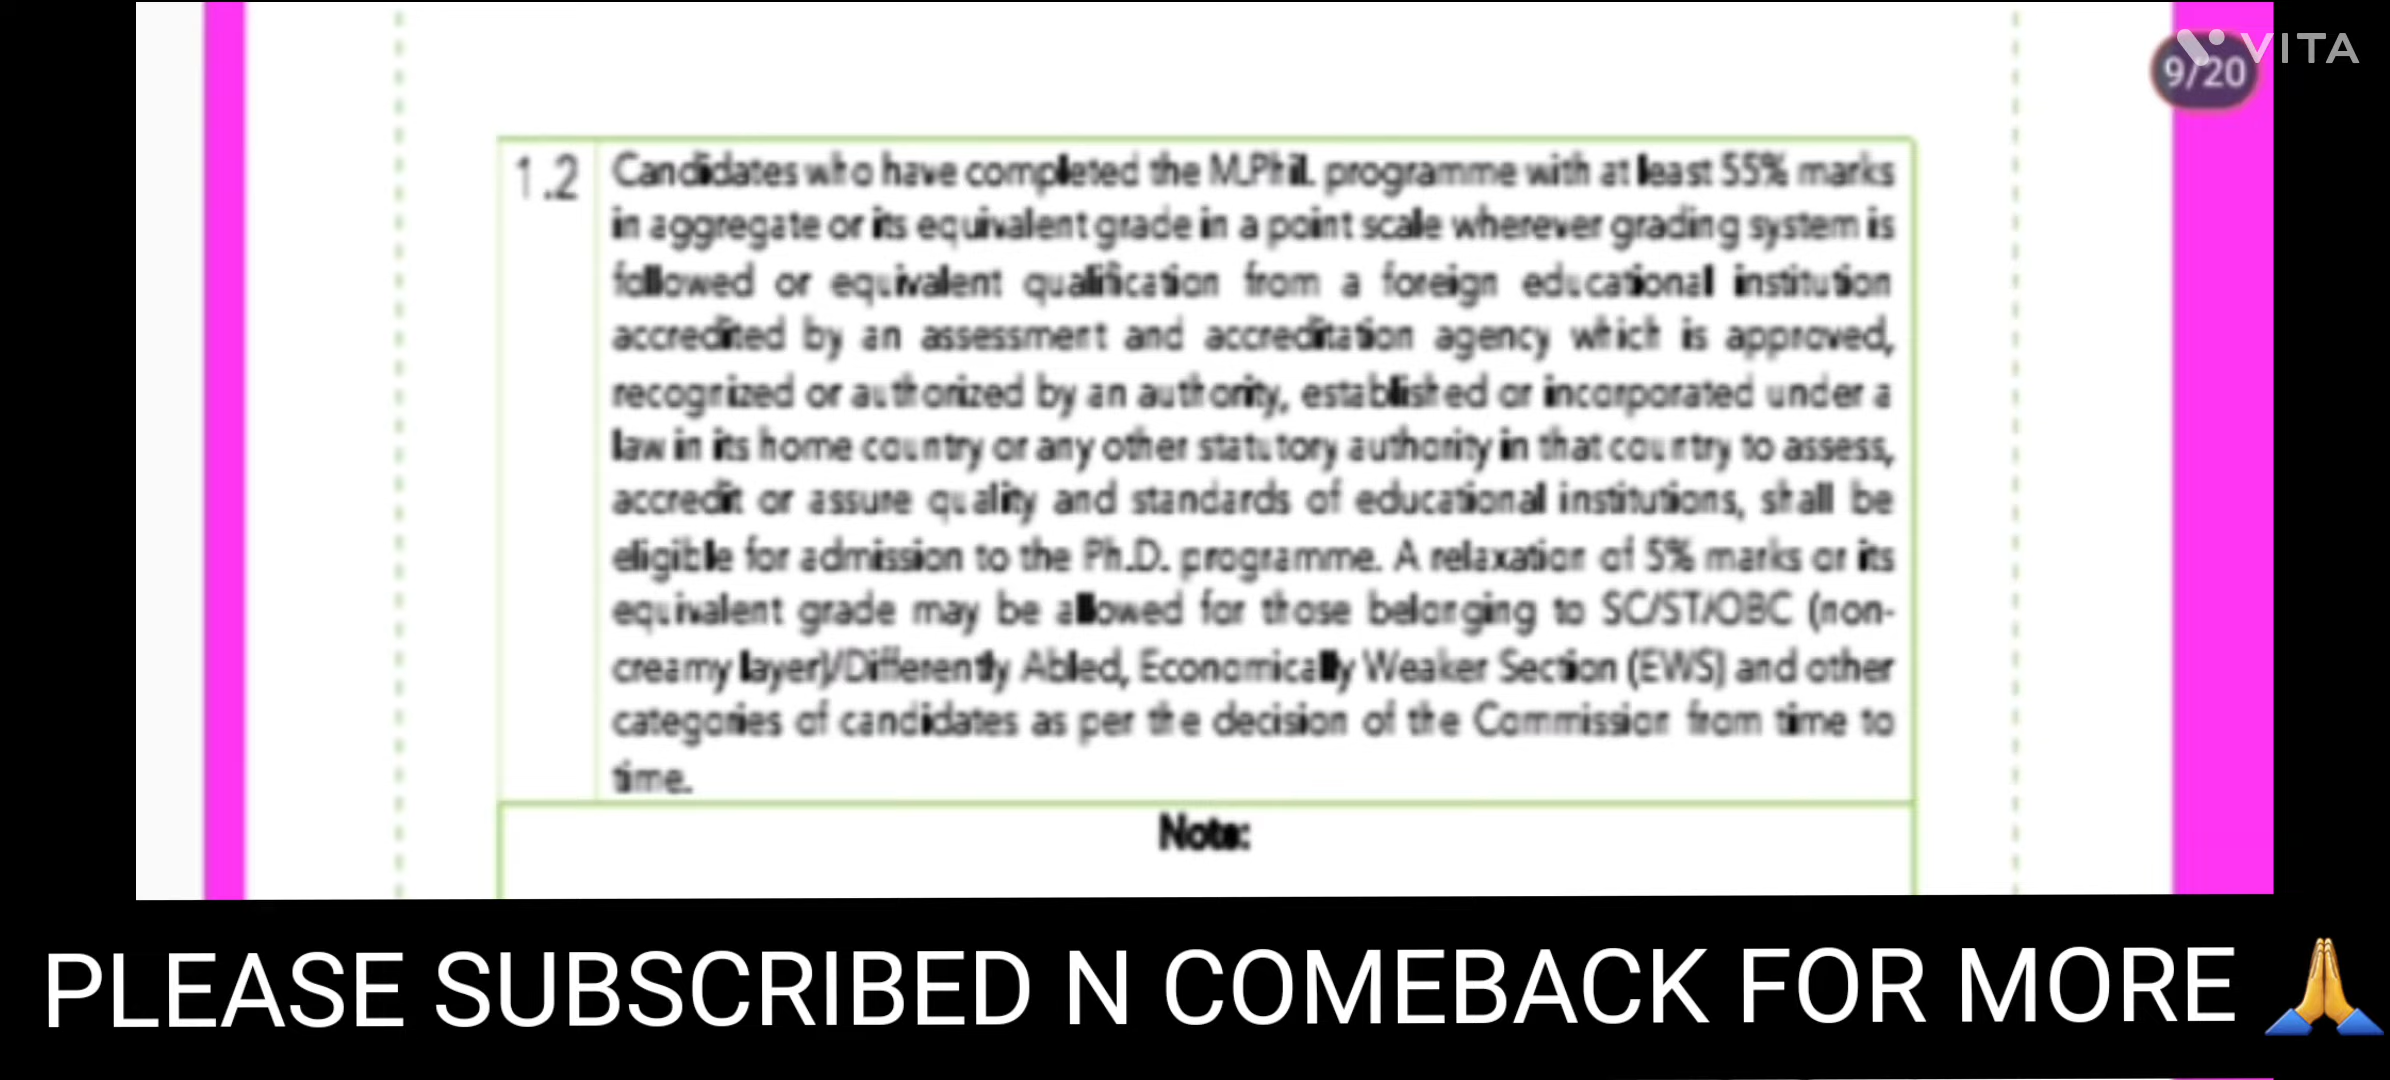 VITA
9/20
1.2 Candidates who have completed the M.Phil. programme with at least 55% marks
in aggregate or its equivalent grade in a point scale wherever grading system is
followed or equivalent qualification from a foreign educational institution
accredited by an assessment and accreditation agency which is approved,
recognized or authorized by an authority, established or incorporated under a
law in its home country or any other statutory authority in that country to assess,
accredit or assure quality and standards of educational institutions, shall be
eligible for admission to the Ph.D. programme. A relaxation of 5% marks or its
equivalent grade may be allowed for those belonging to SC/ST/OBC (non-
creamy layer)/Differently Abled, Economically Weaker Section (EWS) and other
categories of candidates as per the decision of the Commission from time to
time.
Note:
PLEASE SUBSCRIBED N COMEBACK FOR MORE 🙏